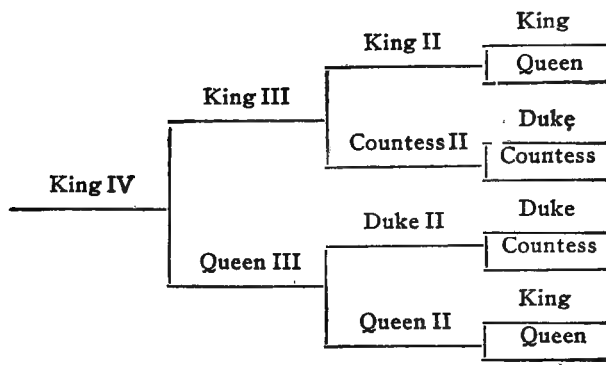 King
King II
Queen
King III
Duke
Countess II
Countess
King IV
Duke
Duke II
Countess
Queen III
King
Queen II
Queen